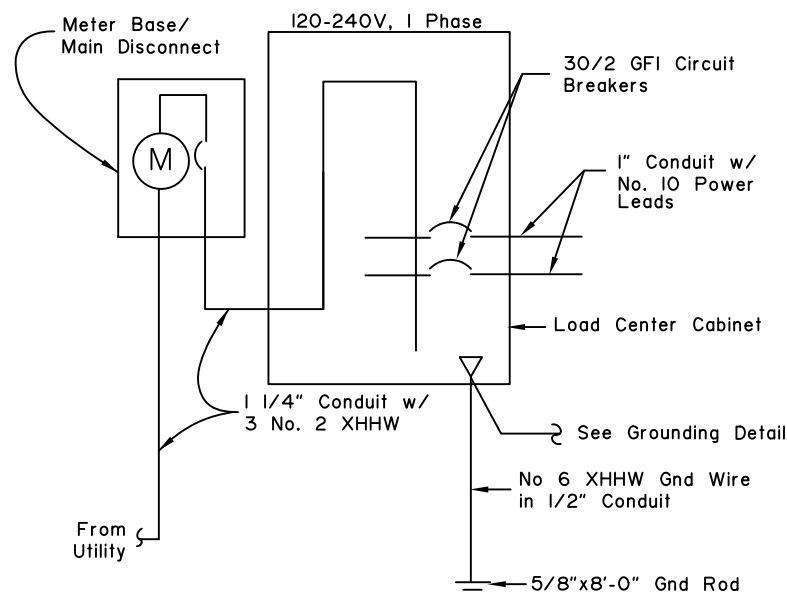 Meter Base/
Main Disconnect
120-240V, 1 Phase
30/2 GFI Circuit
Breakers
M
1" Conduit w/
No. 10 Power
Leads
Load Center Cabinet
1 1/4" Conduit w/
3 No. 2 XHHW
See Grounding Detail
No 6 XHHW Gnd Wire
in 1/2" Conduit
From
Utility
5/8"x8'-0" Gnd Rod